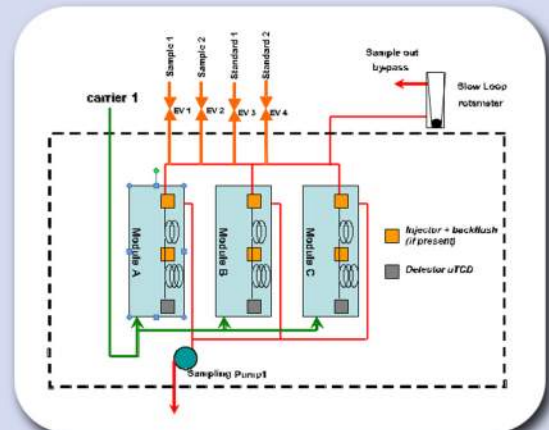 Sample 1
Sample 2
Standard 1
Standard 2
Sample out
by-pass
Slow Loop
rotameter
carrier 1
EV 1
EV 2
EV 3
EV 4
Module A
Module B
Module C
Injector + backflush
(if present)
Detector uTCD
Sampling Pump1